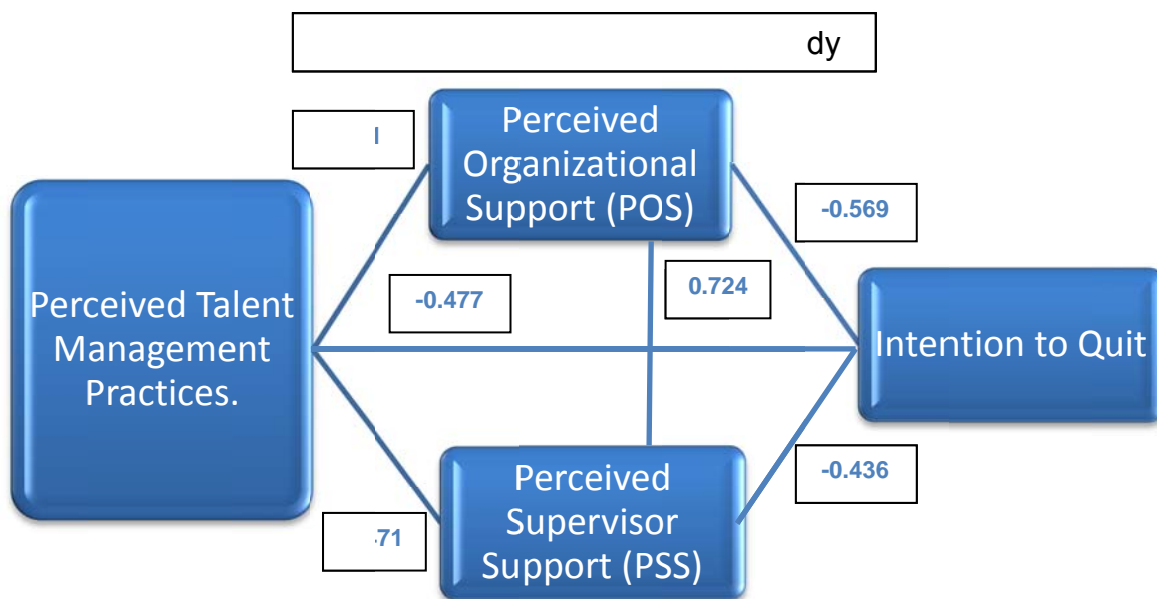 dy
Perceived
Organizational
Support (POS)
-0.569
-0.477
0.724
Perceived Talent
Management
Practices.
Intention to Quit
-0.436
71
Perceived
Supervisor
Support (PSS)